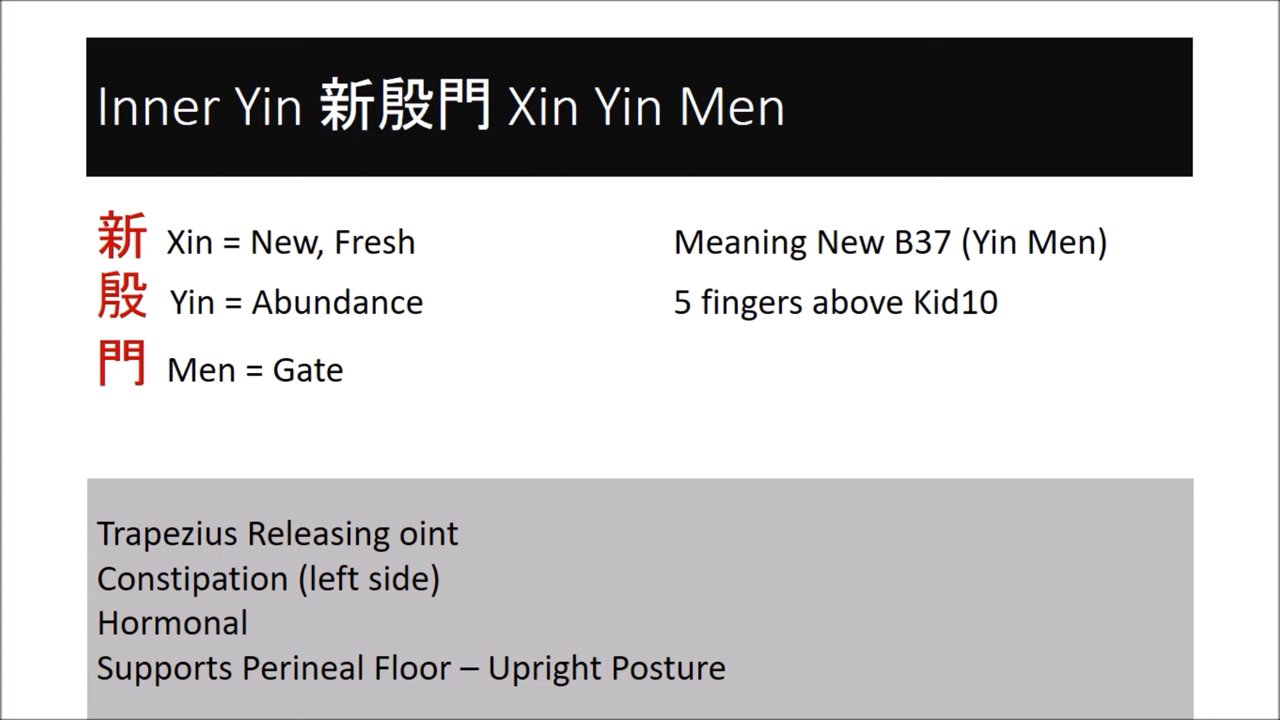 Inner Yin 新殷門 Xin Yin Men
新 Xin = New, Fresh
殷 Yin = Abundance
門 Men = Gate
Meaning New B37 (Yin Men)
5 fingers above Kid10
Trapezius Releasing oint
Constipation (left side)
Hormonal
Supports Perineal Floor – Upright Posture